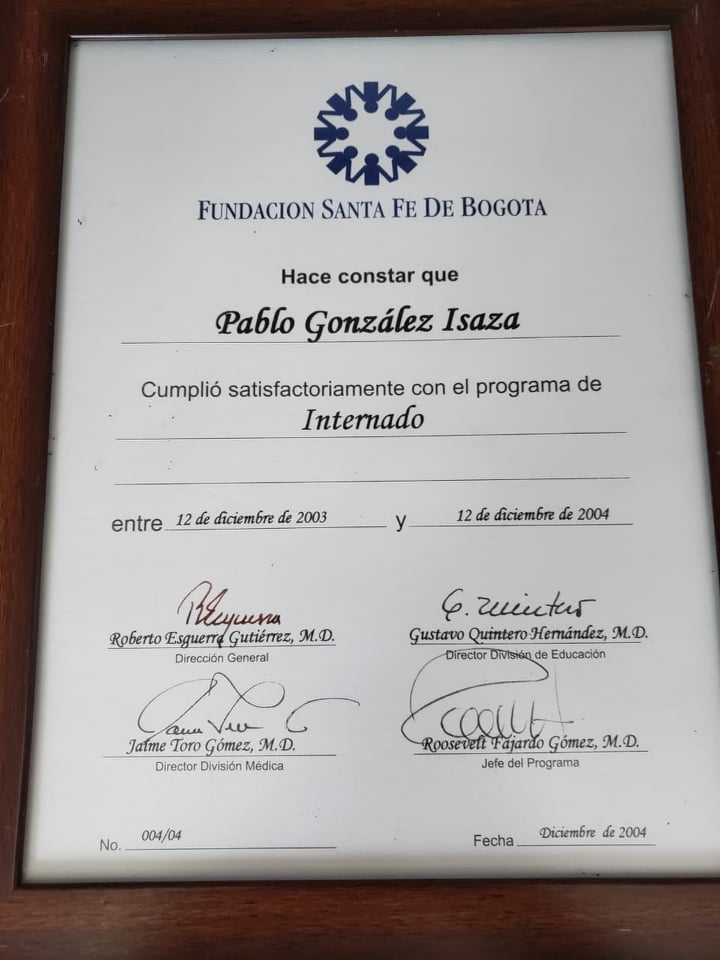 FUNDACION SANTA FE DE BOGOTA
Hace constar que
Pablo González Isaza
Cumplió satisfactoriamente con el programa de
Internado
entre 12 de diciembre de 2003 y 12 de diciembre de 2004
Roberto Esguerra Gutiérrez, M.D. Gustavo Quintero Hernández, M.D.
Dirección General Director División de Educación
Jaime Toro Gómez, M.D. Roosevelt Fajardo Gómez, M.D.
Director División Médica Jefe del Programa
No. 004/04 Fecha Diciembre de 2004